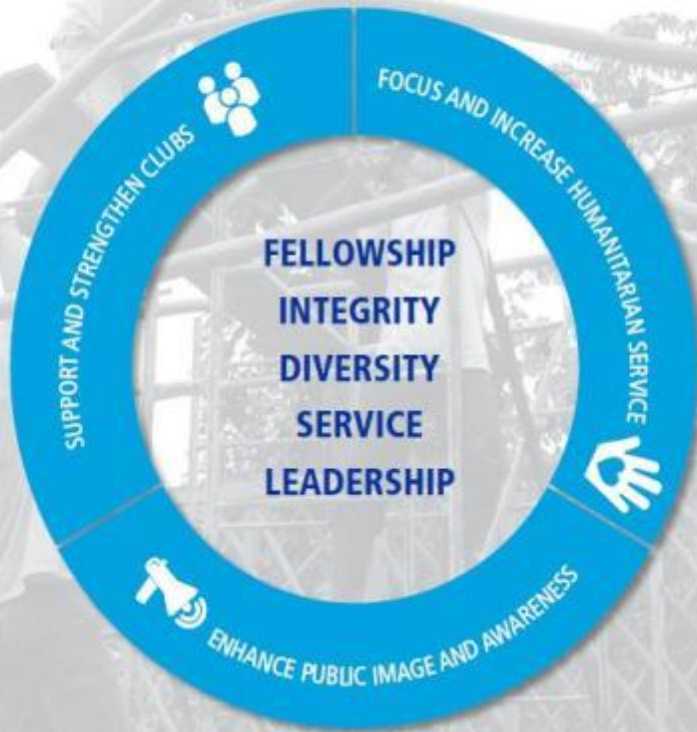 SUPPORT AND STRENGTHEN CLUBS
FOCUS AND INCREASE HUMANITARIAN SERVICE
ENHANCE PUBLIC IMAGE AND AWARENESS
FELLOWSHIP
INTEGRITY
DIVERSITY
SERVICE
LEADERSHIP